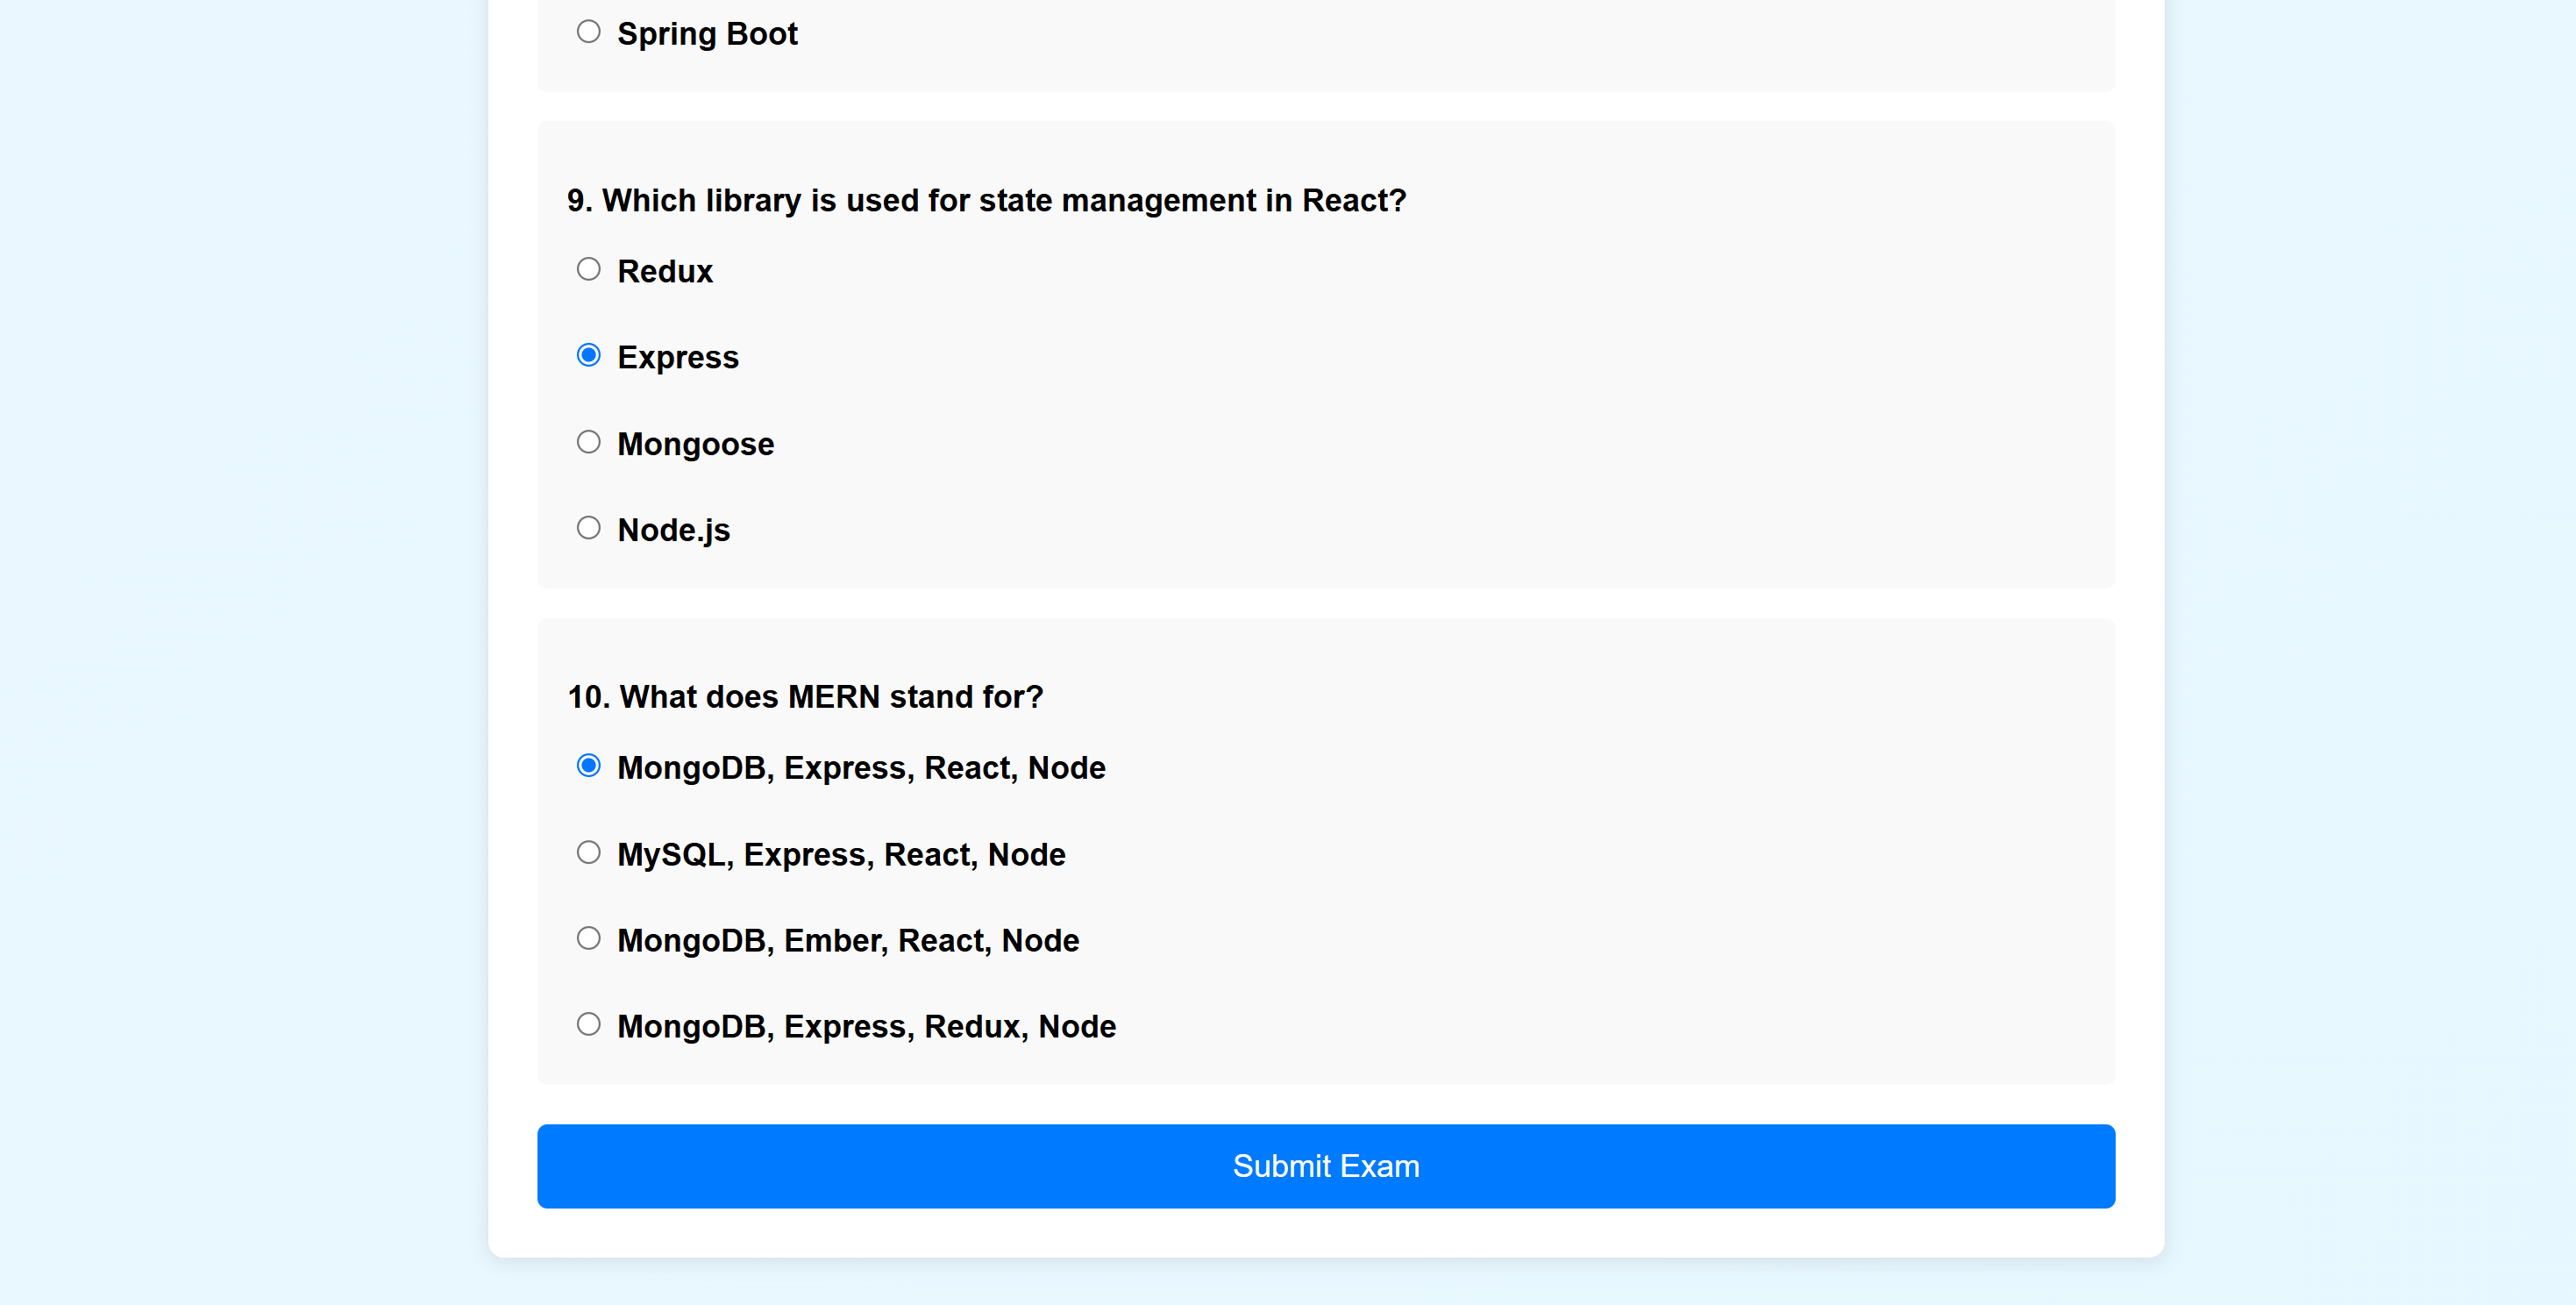 Spring Boot
9. Which library is used for state management in React?
Redux
Express
Mongoose
Node.js
10. What does MERN stand for?
MongoDB, Express, React, Node
MySQL, Express, React, Node
MongoDB, Ember, React, Node
MongoDB, Express, Redux, Node
Submit Exam